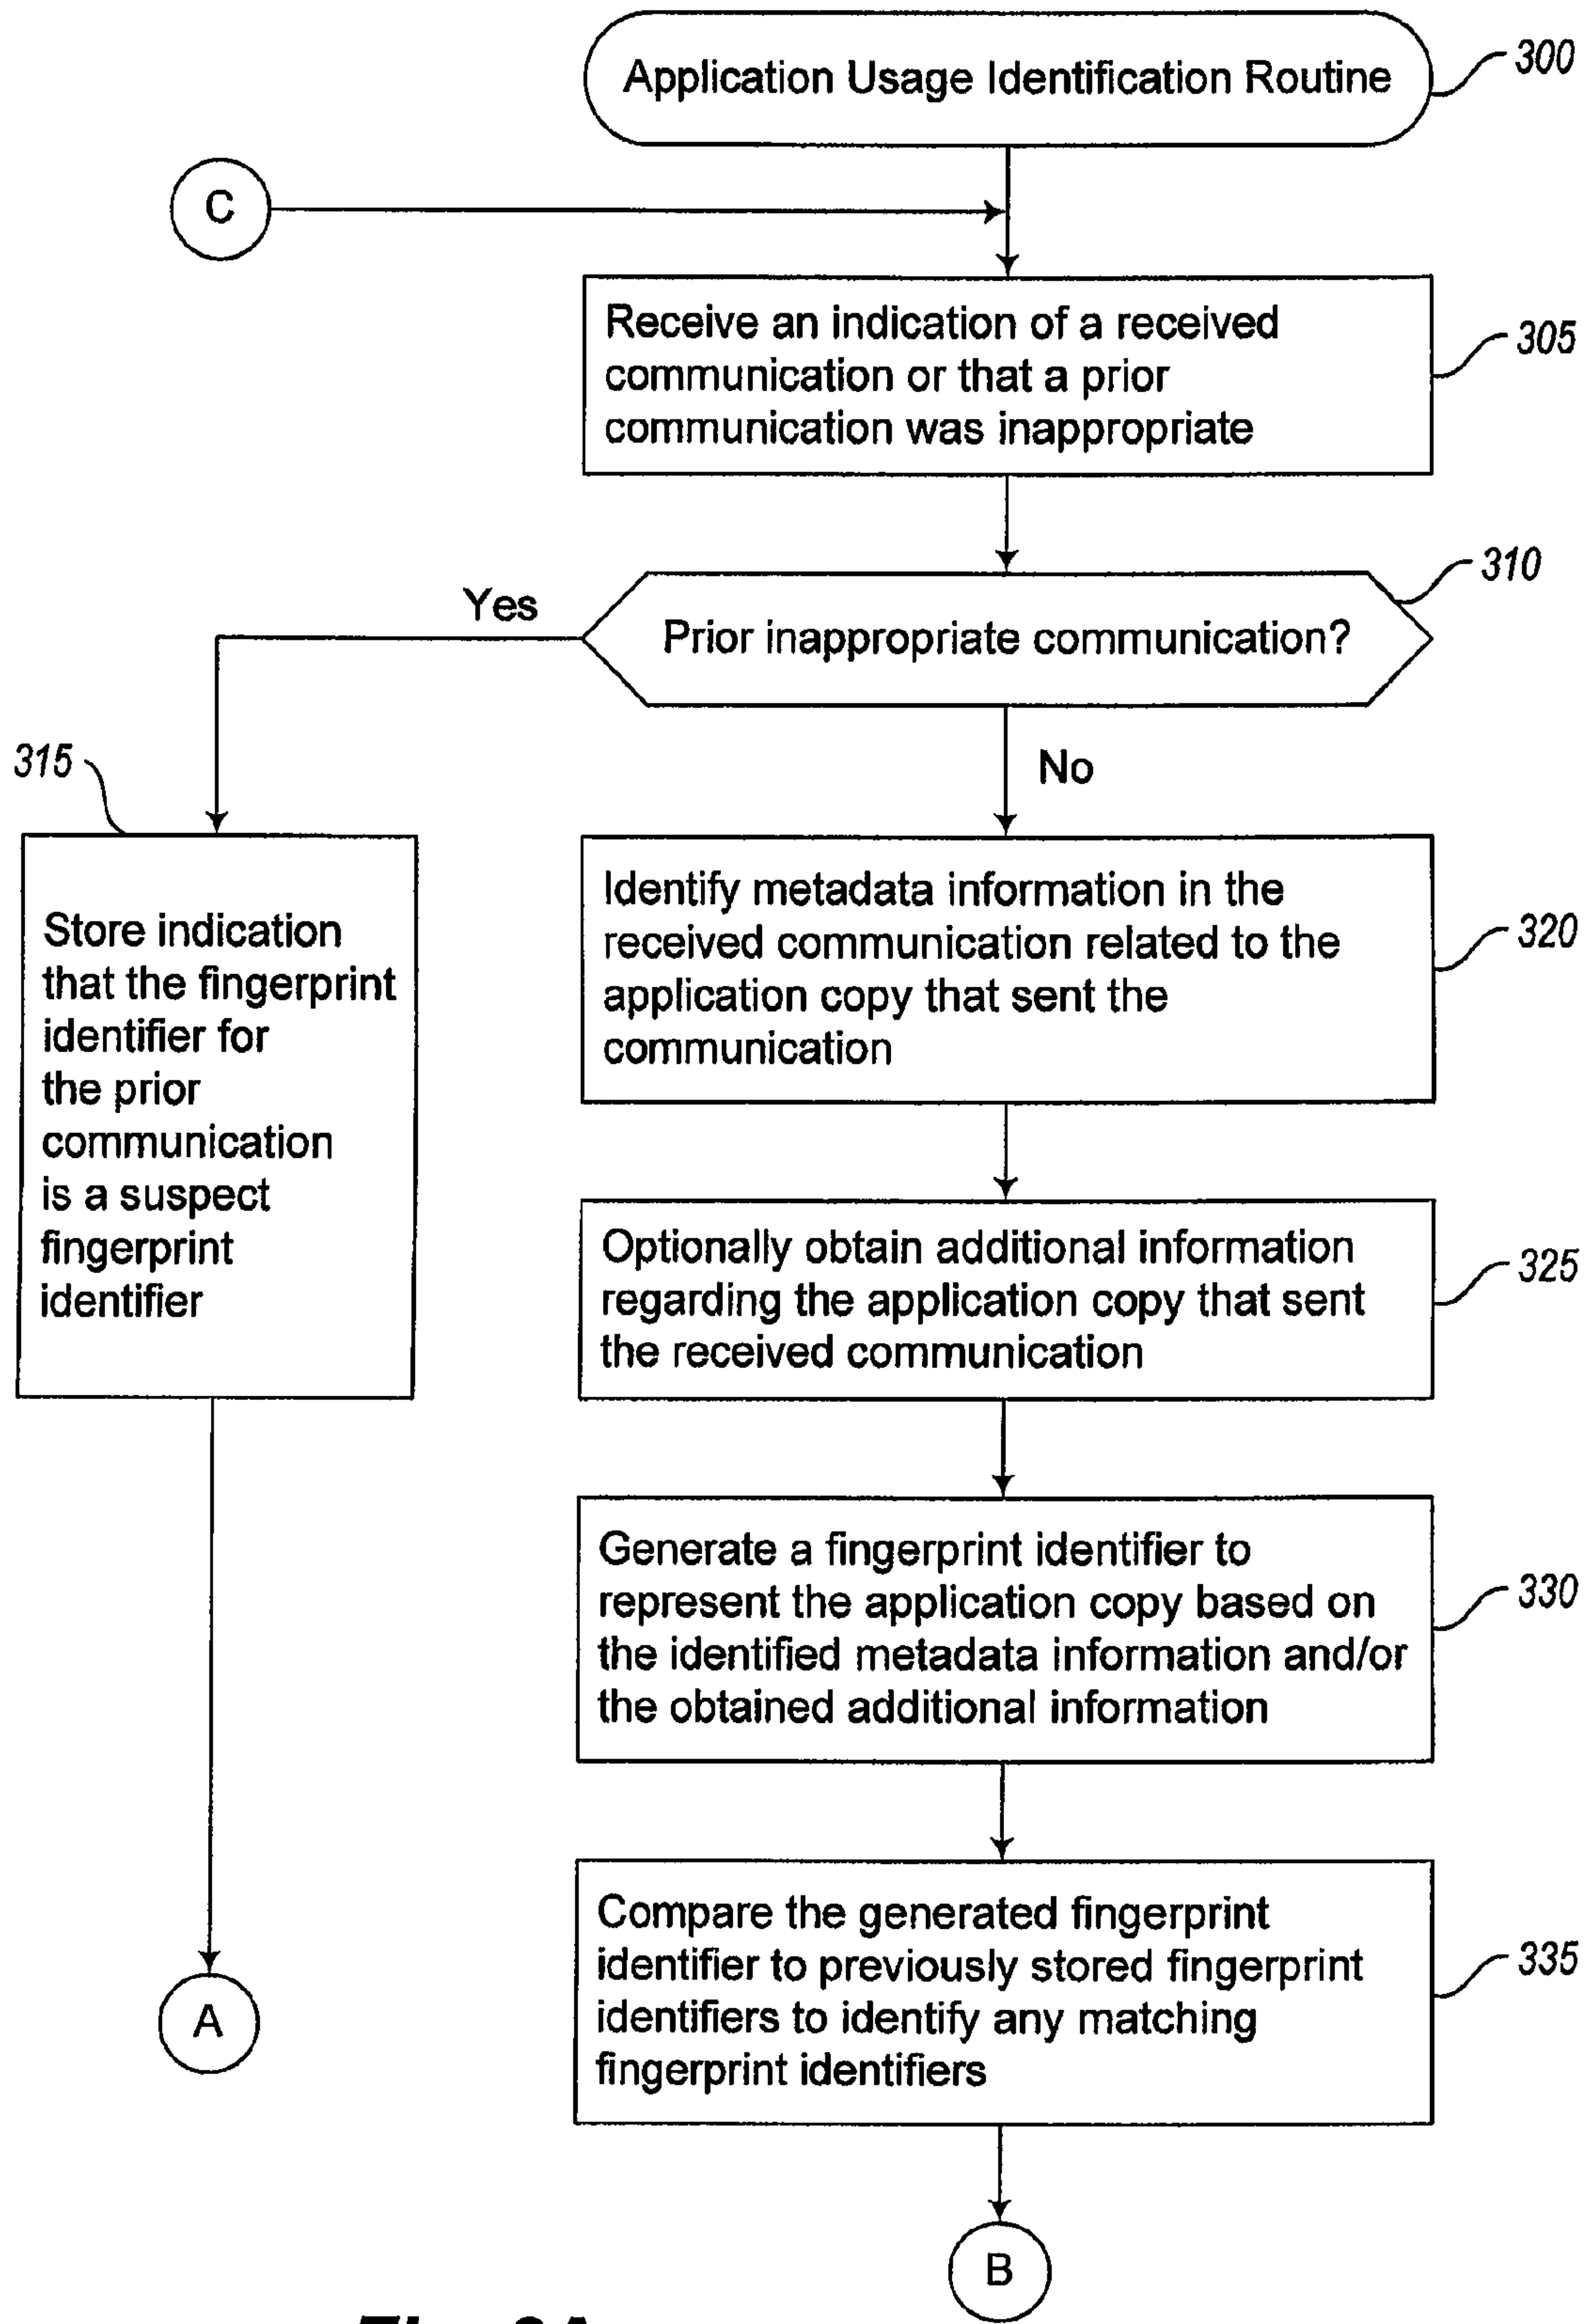 Application Usage Identification Routine
300
C
Receive an indication of a received
communication or that a prior
communication was inappropriate
305
310
Yes
Prior inappropriate communication?
No
315
Store indication
that the fingerprint
identifier for
the prior
communication
is a suspect
fingerprint
identifier
Identify metadata information in the
received communication related to the
application copy that sent the
communication
320
Optionally obtain additional information
regarding the application copy that sent
the received communication
325
Generate a fingerprint identifier to
represent the application copy based on
the identified metadata information and/or
the obtained additional information
330
Compare the generated fingerprint
identifier to previously stored fingerprint
identifiers to identify any matching
fingerprint identifiers
335
A
B